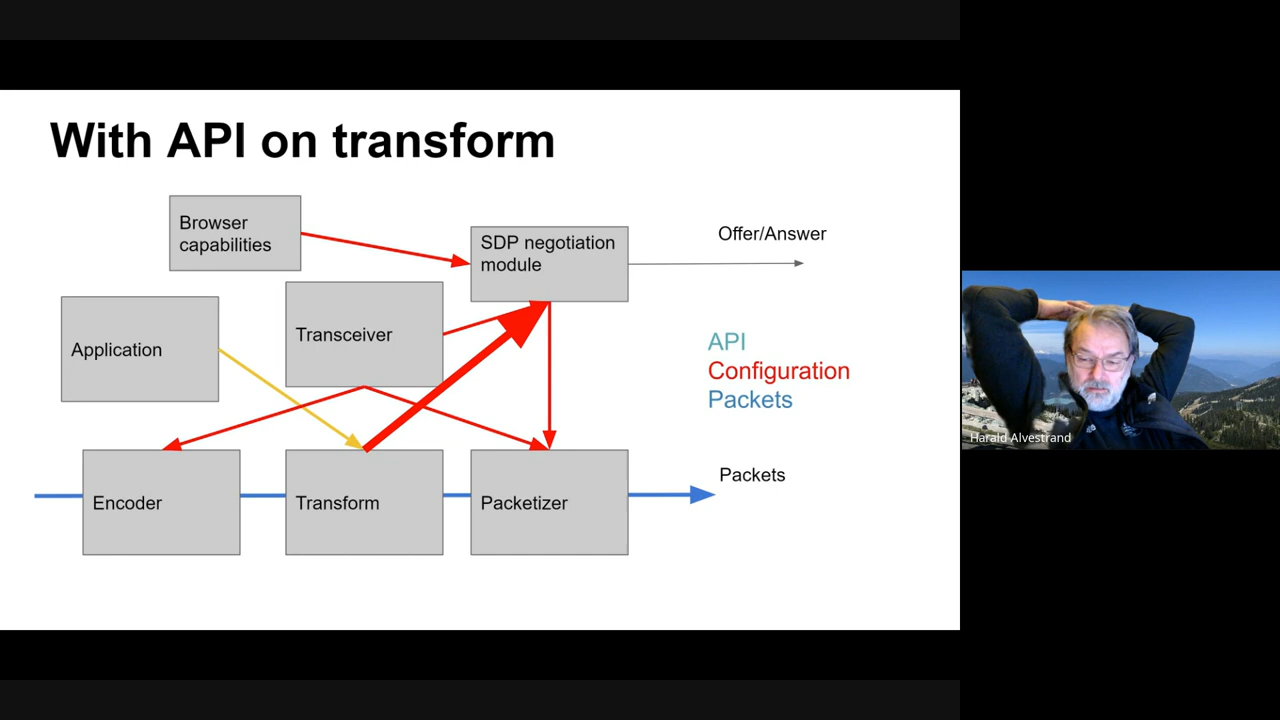 With API on transform
Browser
capabilities
SDP negotiation
module
Offer/Answer
Application
Transceiver
API
Configuration
Packets
Encoder
Transform
Packetizer
Packets
Harald Alvestrand